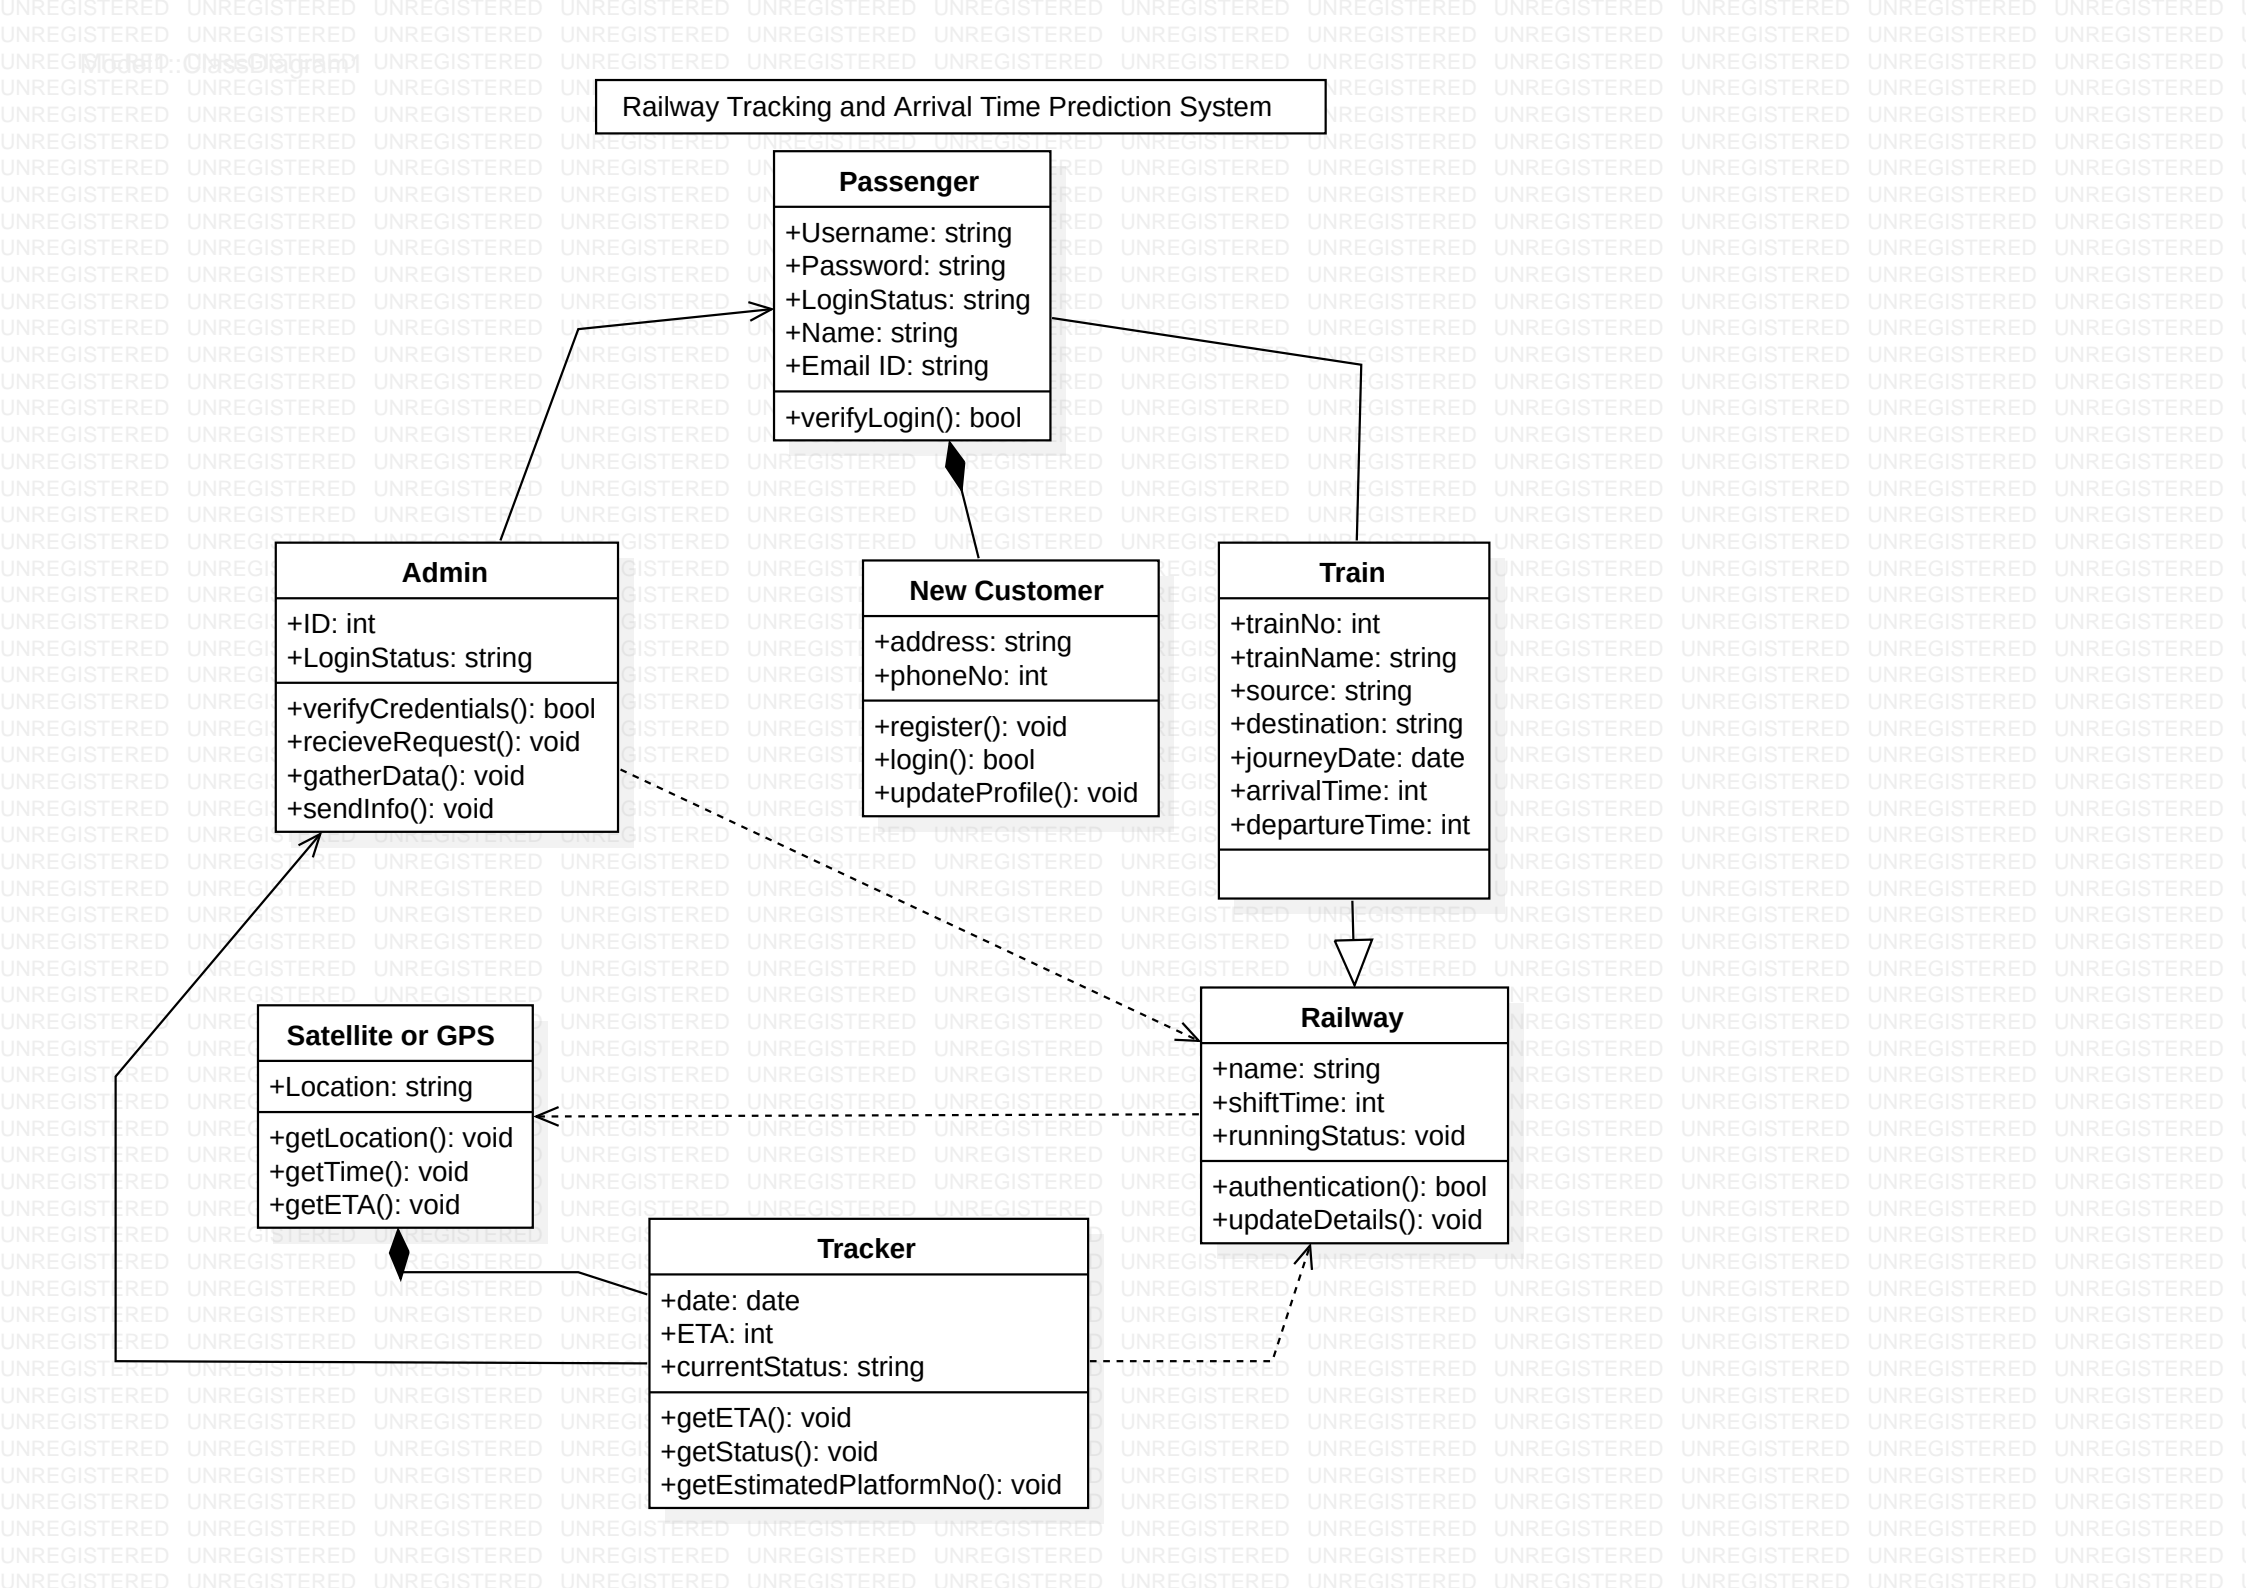 Model1::ClassDiagram1
Railway Tracking and Arrival Time Prediction System
Passenger
+Username: string
+Password: string
+LoginStatus: string
+Name: string
+Email ID: string
+verifyLogin(): bool
Admin
+ID: int
+LoginStatus: string
+verifyCredentials(): bool
+recieveRequest(): void
+gatherData(): void
+sendInfo(): void
New Customer
+address: string
+phoneNo: int
+register(): void
+login(): bool
+updateProfile(): void
Train
+trainNo: int
+trainName: string
+source: string
+destination: string
+journeyDate: date
+arrivalTime: int
+departureTime: int
Satellite or GPS
+Location: string
+getLocation(): void
+getTime(): void
+getETA(): void
Railway
+name: string
+shiftTime: int
+runningStatus: void
+authentication(): bool
+updateDetails(): void
Tracker
+date: date
+ETA: int
+currentStatus: string
+getETA(): void
+getStatus(): void
+getEstimatedPlatformNo(): void
UNREGISTERED